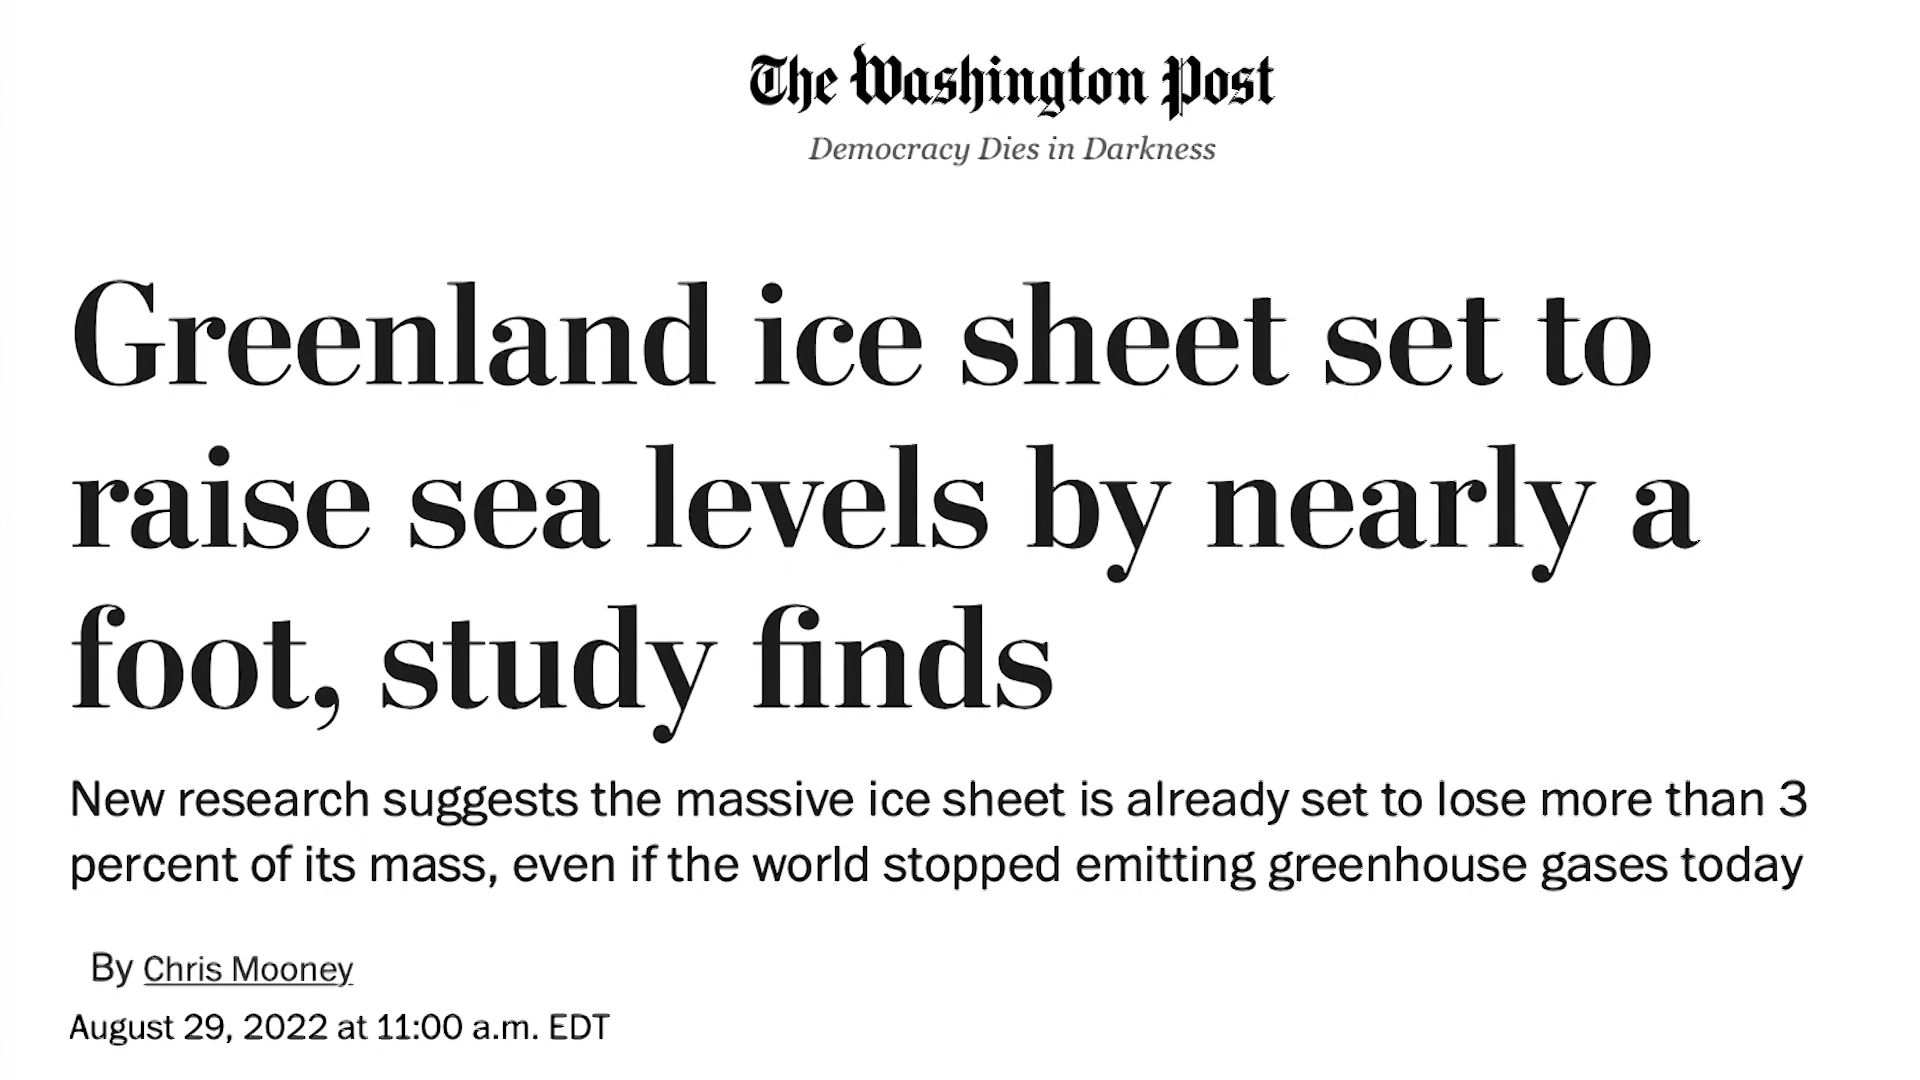 The Washington Post
Democracy Dies in Darkness
Greenland ice sheet set to
raise sea levels by nearly a
foot, study finds
New research suggests the massive ice sheet is already set to lose more than 3
percent of its mass, even if the world stopped emitting greenhouse gases today
By Chris Mooney
August 29, 2022 at 11:00 a.m. EDT